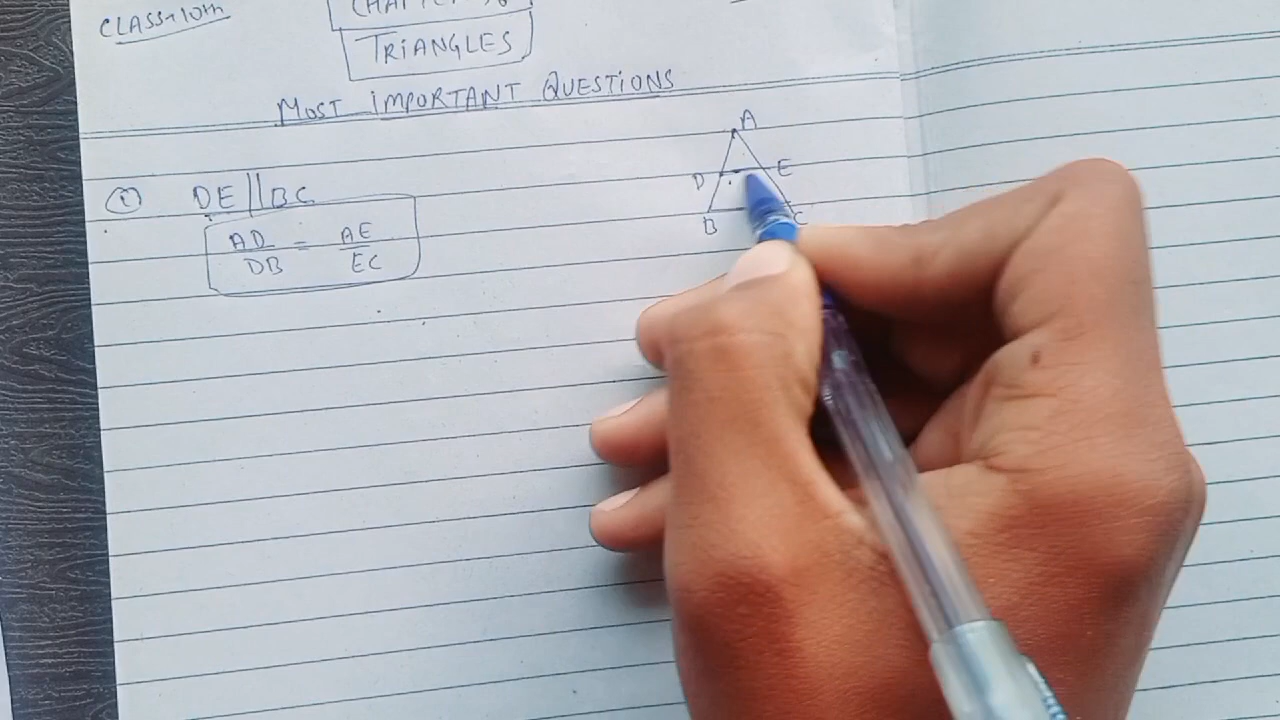 CLASS-10th
TRIANGLES
MOST IMPORTANT QUESTIONS
A
D E
B C
(i) DE||BC
AD/DB = AE/EC